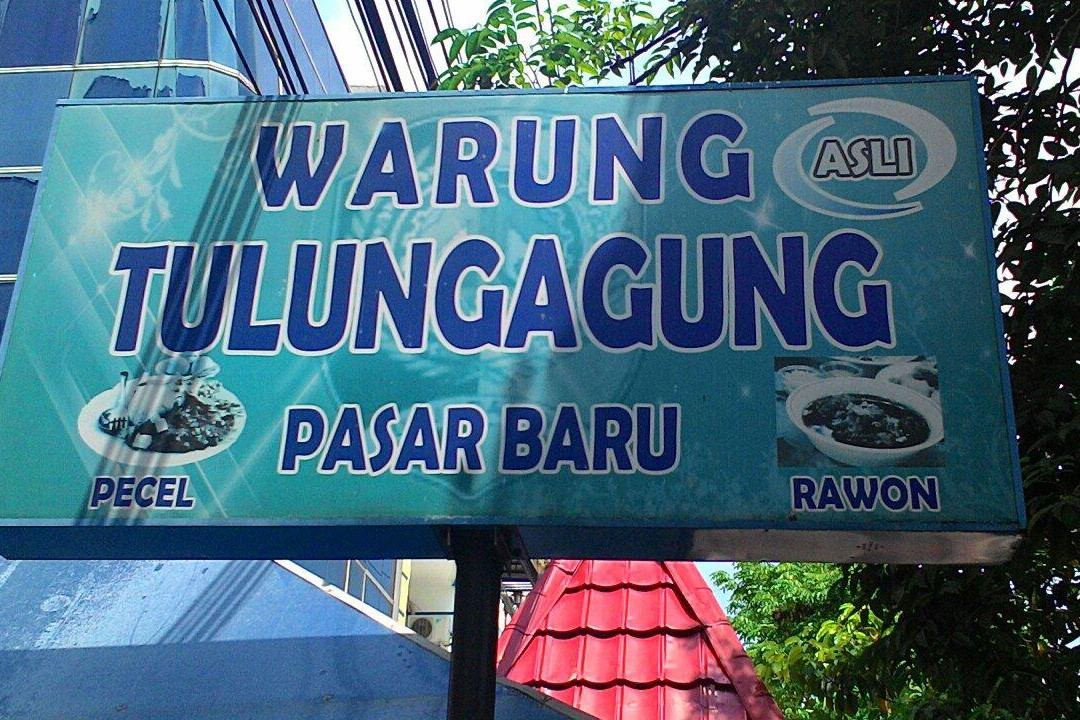 WARUNG
ASLI
TULUNGAGUNG
PASAR BARU
PECEL
RAWON